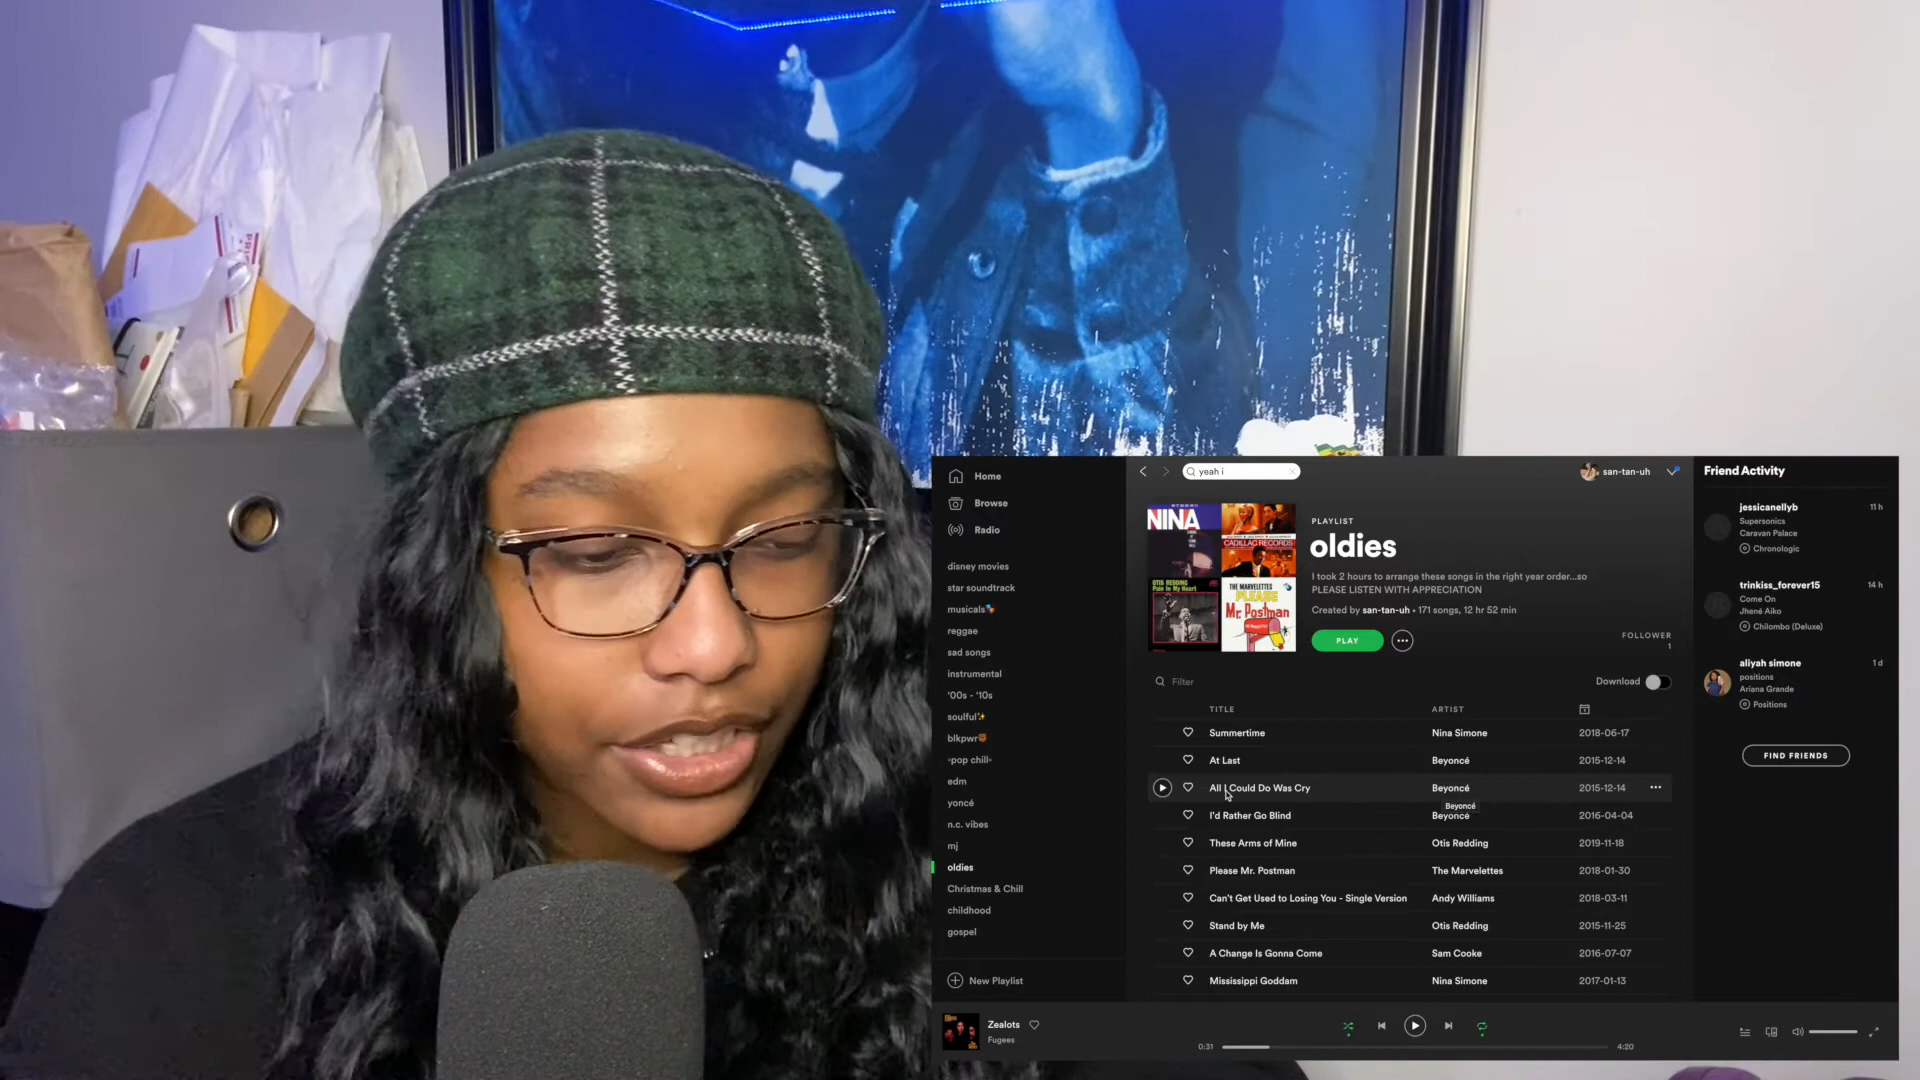 Home
Browse
Radio
disney movies
star soundtrack
musicals
reggae
sad songs
instrumental
'00s - '10s
soulful✨
blkpwr
◦pop chill◦
edm
yoncé
n.c. vibes
mj
oldies
Christmas & Chill
childhood
gospel
New Playlist
yeah i
san-tan-uh
NINA
CADILLAC RECORDS
OTIS REDDING
Pain In My Heart
THE MARVELETTES
PLEASE
Mr. Postman
PLAYLIST
oldies
I took 2 hours to arrange these songs in the right year order...so
PLEASE LISTEN WITH APPRECIATION
Created by san-tan-uh • 171 songs, 12 hr 52 min
PLAY
FOLLOWER
1
Filter
Download
TITLE ARTIST
Summertime Nina Simone 2018-06-17
At Last Beyoncé 2015-12-14
All I Could Do Was Cry Beyoncé 2015-12-14
Beyoncé
I'd Rather Go Blind Beyoncé 2016-04-04
These Arms of Mine Otis Redding 2019-11-18
Please Mr. Postman The Marvelettes 2018-01-30
Can't Get Used to Losing You - Single Version Andy Williams 2018-03-11
Stand by Me Otis Redding 2015-11-25
A Change Is Gonna Come Sam Cooke 2016-07-07
Mississippi Goddam Nina Simone 2017-01-13
Friend Activity
jessicanellyb 11 h
Supersonics
Caravan Palace
Chronologic
trinkiss_forever15 14 h
Come On
Jhené Aiko
Chilombo (Deluxe)
aliyah simone 1 d
positions
Ariana Grande
Positions
FIND FRIENDS
Zealots
Fugees
0:31 4:20